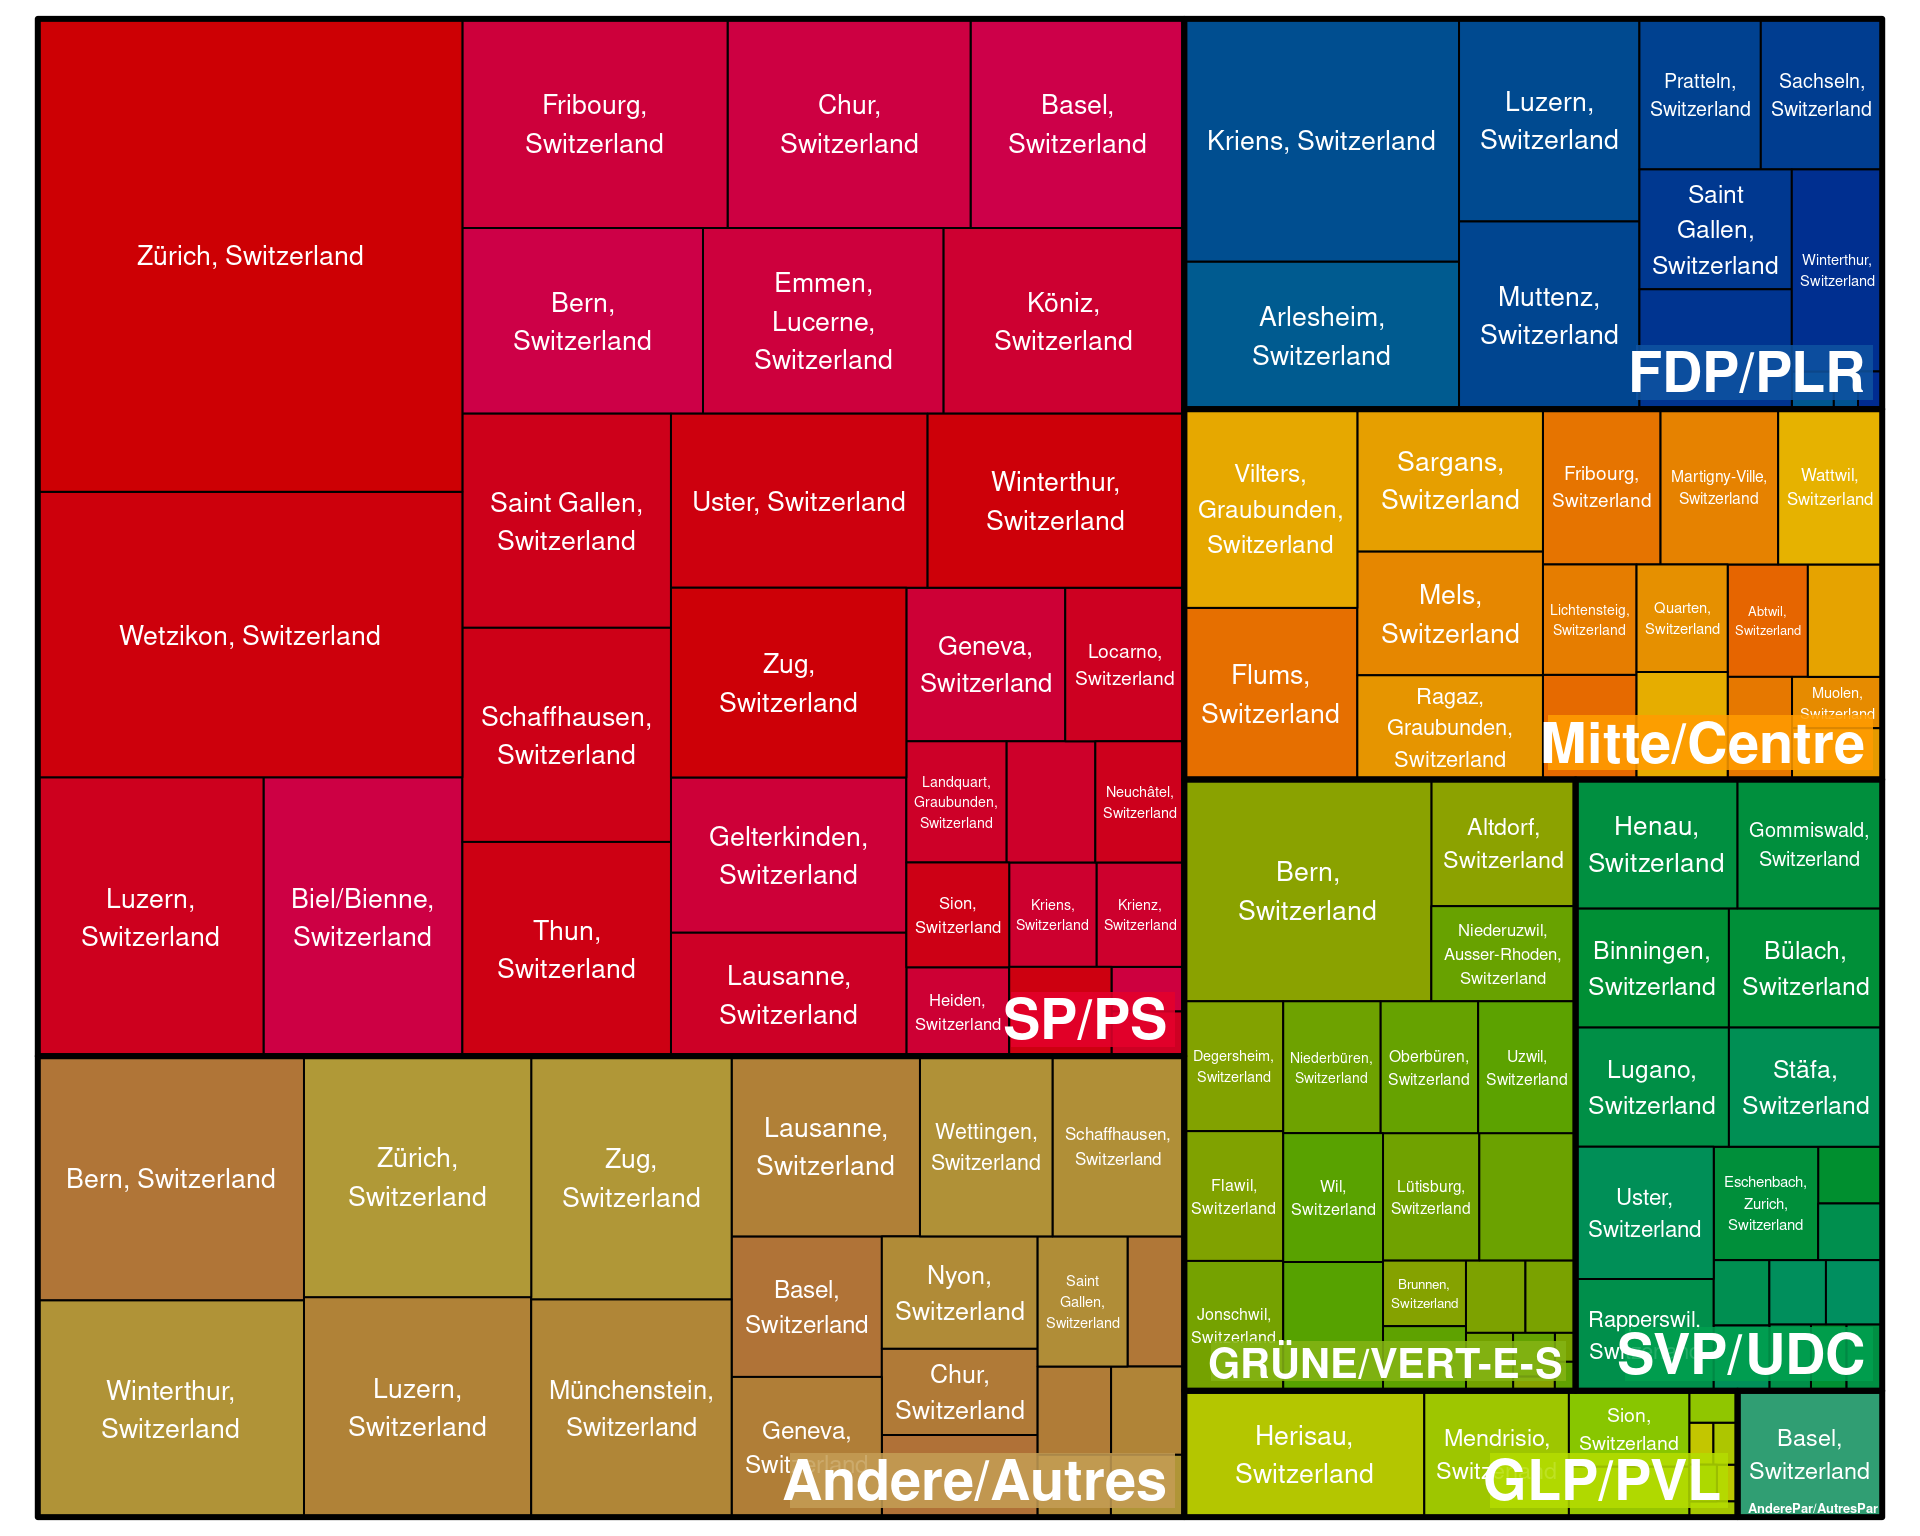 Zürich, Switzerland
Wetzikon, Switzerland
Luzern,
Switzerland
Biel/Bienne,
Switzerland
Fribourg,
Switzerland
Chur,
Switzerland
Basel,
Switzerland
Bern,
Switzerland
Emmen,
Lucerne,
Switzerland
Köniz,
Switzerland
Saint Gallen,
Switzerland
Uster, Switzerland
Winterthur,
Switzerland
Schaffhausen,
Switzerland
Thun,
Switzerland
Zug,
Switzerland
Gelterkinden,
Switzerland
Lausanne,
Switzerland
Geneva,
Switzerland
Locarno,
Switzerland
Landquart,
Graubunden,
Switzerland
Neuchâtel,
Switzerland
Sion,
Switzerland
Kriens,
Switzerland
Krienz,
Switzerland
Heiden,
Switzerland
SP/PS
Bern, Switzerland
Winterthur,
Switzerland
Zürich,
Switzerland
Luzern,
Switzerland
Zug,
Switzerland
Münchenstein,
Switzerland
Lausanne,
Switzerland
Wettingen,
Switzerland
Schaffhausen,
Switzerland
Basel,
Switzerland
Geneva,
Switzerland
Nyon,
Switzerland
Chur,
Switzerland
Saint
Gallen,
Switzerland
Andere/Autres
Kriens, Switzerland
Arlesheim,
Switzerland
Luzern,
Switzerland
Muttenz,
Switzerland
Pratteln,
Switzerland
Sachseln,
Switzerland
Saint
Gallen,
Switzerland
Winterthur,
Switzerland
FDP/PLR
Vilters,
Graubunden,
Switzerland
Flums,
Switzerland
Sargans,
Switzerland
Mels,
Switzerland
Ragaz,
Graubunden,
Switzerland
Fribourg,
Switzerland
Martigny-Ville,
Switzerland
Wattwil,
Switzerland
Lichtensteig,
Switzerland
Quarten,
Switzerland
Abtwil,
Switzerland
Muolen,
Switzerland
Mitte/Centre
Bern,
Switzerland
Altdorf,
Switzerland
Niederuzwil,
Ausser-Rhoden,
Switzerland
Degersheim,
Switzerland
Niederbüren,
Switzerland
Oberbüren,
Switzerland
Uzwil,
Switzerland
Flawil,
Switzerland
Wil,
Switzerland
Lütisburg,
Switzerland
Jonschwil,
Switzerland
Brunnen,
Switzerland
GRÜNE/VERT-E-S
Henau,
Switzerland
Gommiswald,
Switzerland
Binningen,
Switzerland
Bülach,
Switzerland
Lugano,
Switzerland
Stäfa,
Switzerland
Uster,
Switzerland
Eschenbach,
Zurich,
Switzerland
Rapperswil.
SVP/UDC
Herisau,
Switzerland
Mendrisio,
Switzerland
Sion,
Switzerland
GLP/PVL
Basel,
Switzerland
AnderePar/AutresPar